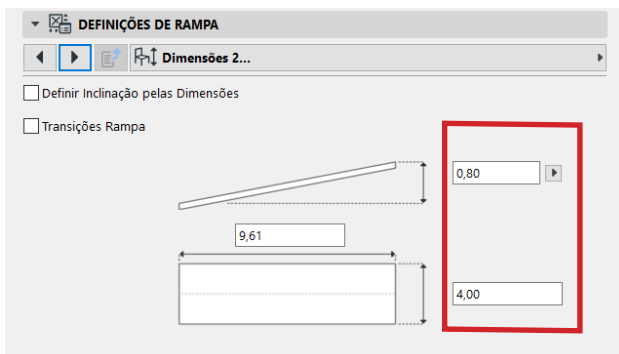 DEFINIÇÕES DE RAMPA
Dimensões 2...
Definir Inclinação pelas Dimensões
Transições Rampa
0,80
9,61
4,00